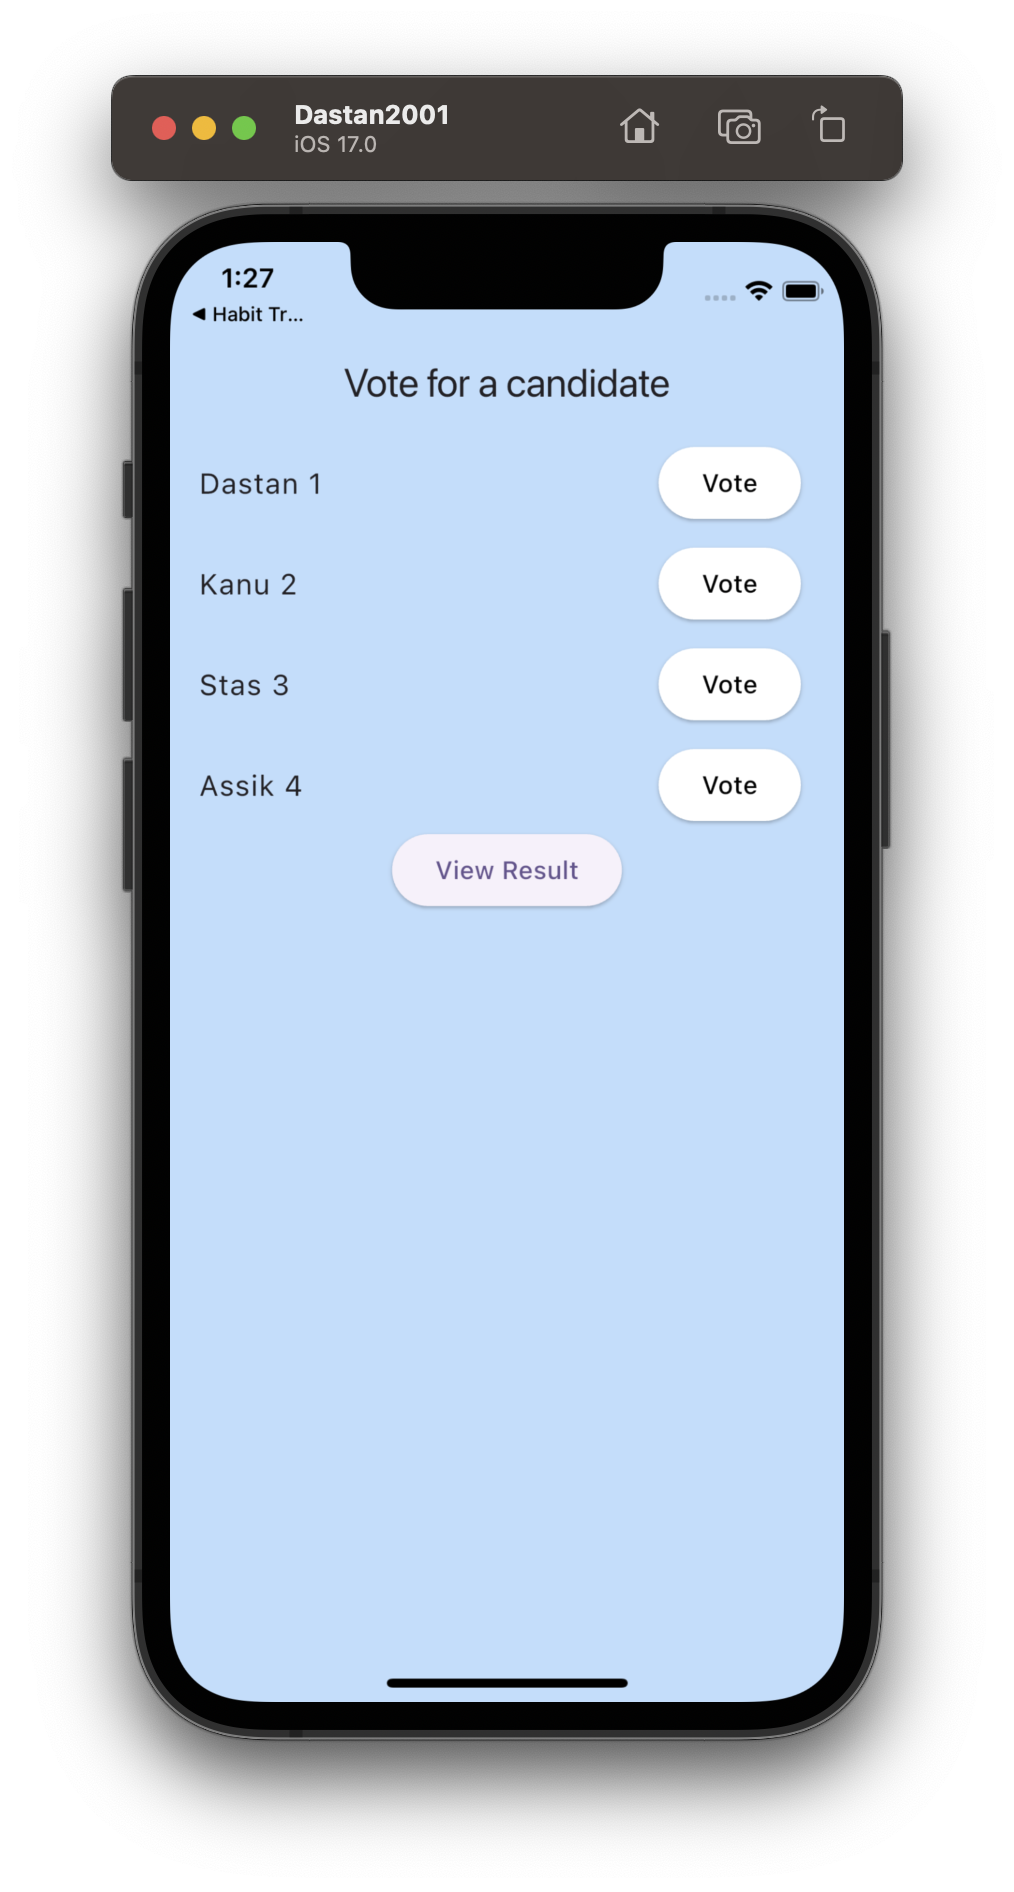 Dastan2001
iOS 17.0
1:27
◀ Habit Tr...
Vote for a candidate
Dastan 1 Vote
Kanu 2 Vote
Stas 3 Vote
Assik 4 Vote
View Result